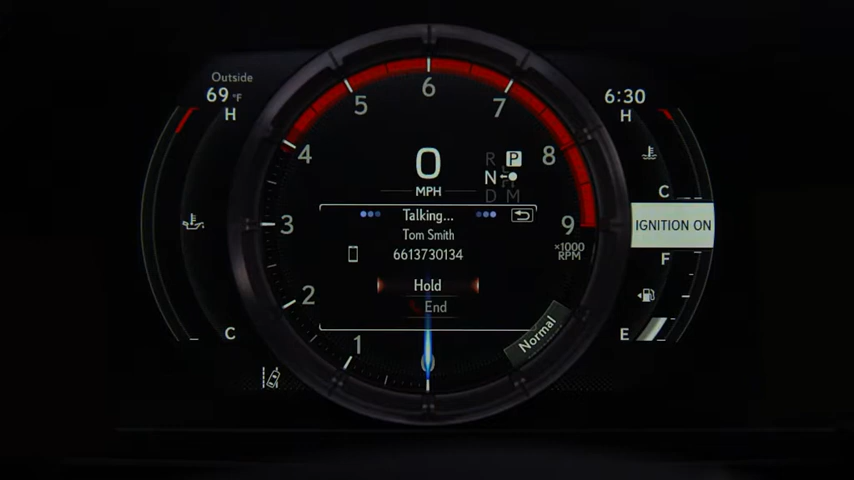 Outside
69 °F
6:30
H
H
6
5
7
4
8
0
MPH
R P
N H
D M
C
Talking...
Tom Smith
6613730134
3
9
×1000
RPM
IGNITION ON
F
Hold
End
2
Normal
E
C
1
0